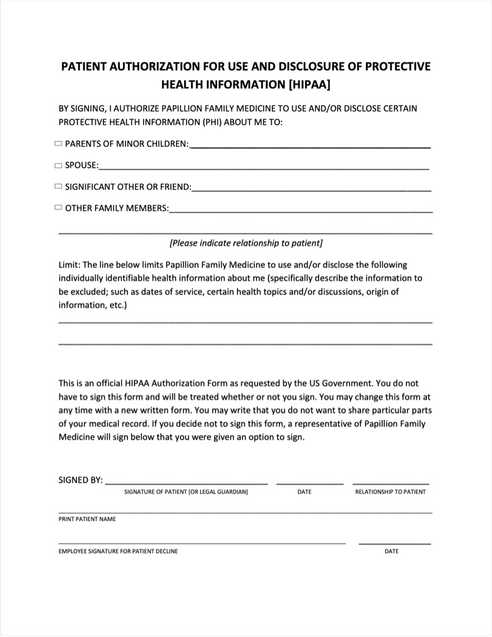 PATIENT AUTHORIZATION FOR USE AND DISCLOSURE OF PROTECTIVE
HEALTH INFORMATION [HIPAA]
BY SIGNING, I AUTHORIZE PAPILLION FAMILY MEDICINE TO USE AND/OR DISCLOSE CERTAIN
PROTECTIVE HEALTH INFORMATION (PHI) ABOUT ME TO:
PARENTS OF MINOR CHILDREN:
SPOUSE:
SIGNIFICANT OTHER OR FRIEND:
OTHER FAMILY MEMBERS:
[Please indicate relationship to patient]
Limit: The line below limits Papillion Family Medicine to use and/or disclose the following
individually identifiable health information about me (specifically describe the information to
be excluded; such as dates of service, certain health topics and/or discussions, origin of
information, etc.)
This is an official HIPAA Authorization Form as requested by the US Government. You do not
have to sign this form and will be treated whether or not you sign. You may change this form at
any time with a new written form. You may write that you do not want to share particular parts
of your medical record. If you decide not to sign this form, a representative of Papillion Family
Medicine will sign below that you were given an option to sign.
SIGNED BY:
SIGNATURE OF PATIENT [OR LEGAL GUARDIAN] DATE RELATIONSHIP TO PATIENT
PRINT PATIENT NAME
EMPLOYEE SIGNATURE FOR PATIENT DECLINE DATE